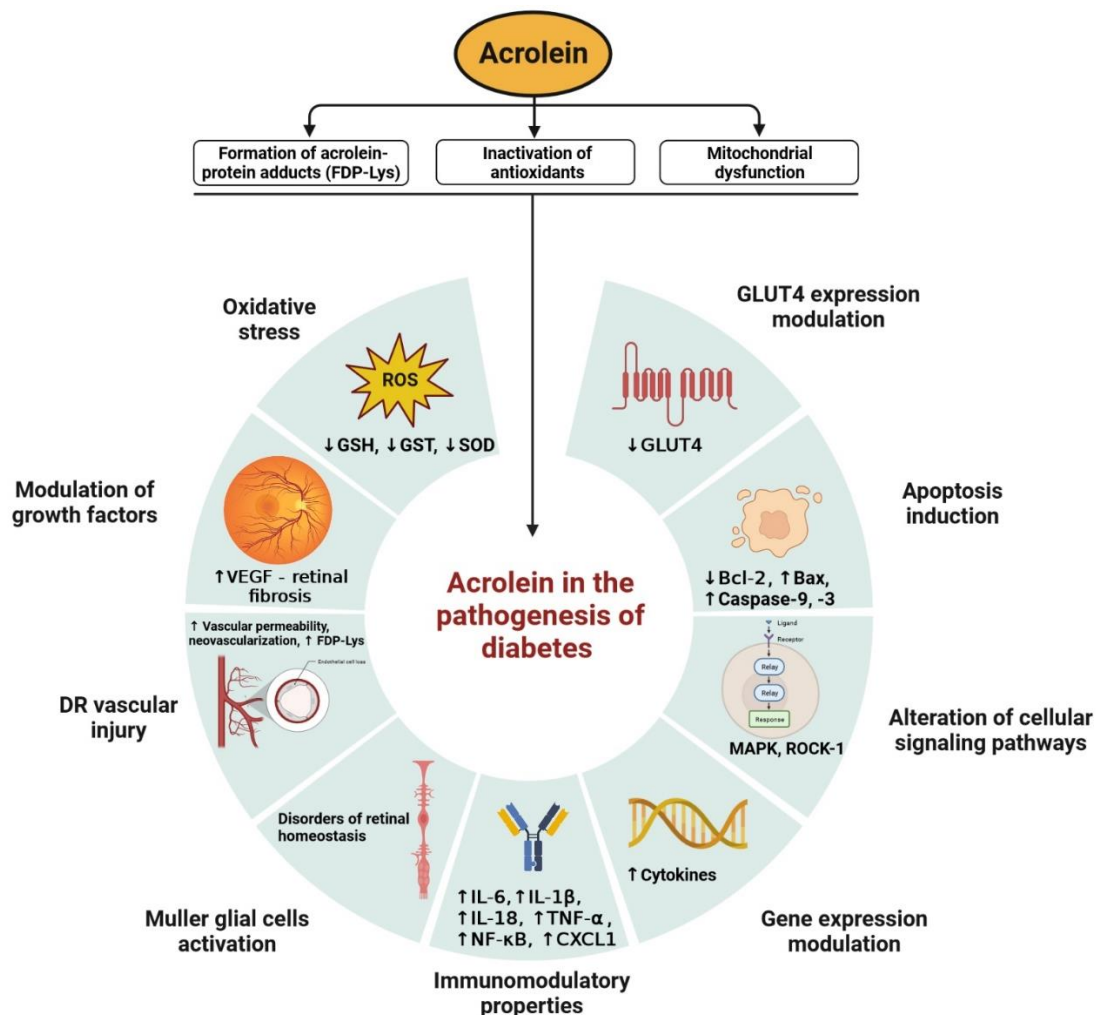 Acrolein
Formation of acrolein-
protein adducts (FDP-Lys)
Inactivation of
antioxidants
Mitochondrial
dysfunction
Oxidative
stress
ROS
↓GSH, ↓GST, ↓SOD
GLUT4 expression
modulation
↓GLUT4
Modulation of
growth factors
↑VEGF - retinal
fibrosis
Apoptosis
induction
↓Bcl-2, ↑Bax,
↑Caspase-9, -3
Acrolein in the
pathogenesis of
diabetes
DR vascular
injury
↑ Vascular permeability,
neovascularization, ↑ FDP-Lys
Endothelial cell loss
Alteration of cellular
signaling pathways
Ligand
Receptor
Relay
Relay
Response
MAPK, ROCK-1
Muller glial cells
activation
Disorders of retinal
homeostasis
Immunomodulatory
properties
↑IL-6,↑IL-1β,
↑IL-18, ↑TNF-α,
↑NF-κB, ↑CXCL1
Gene expression
modulation
↑Cytokines